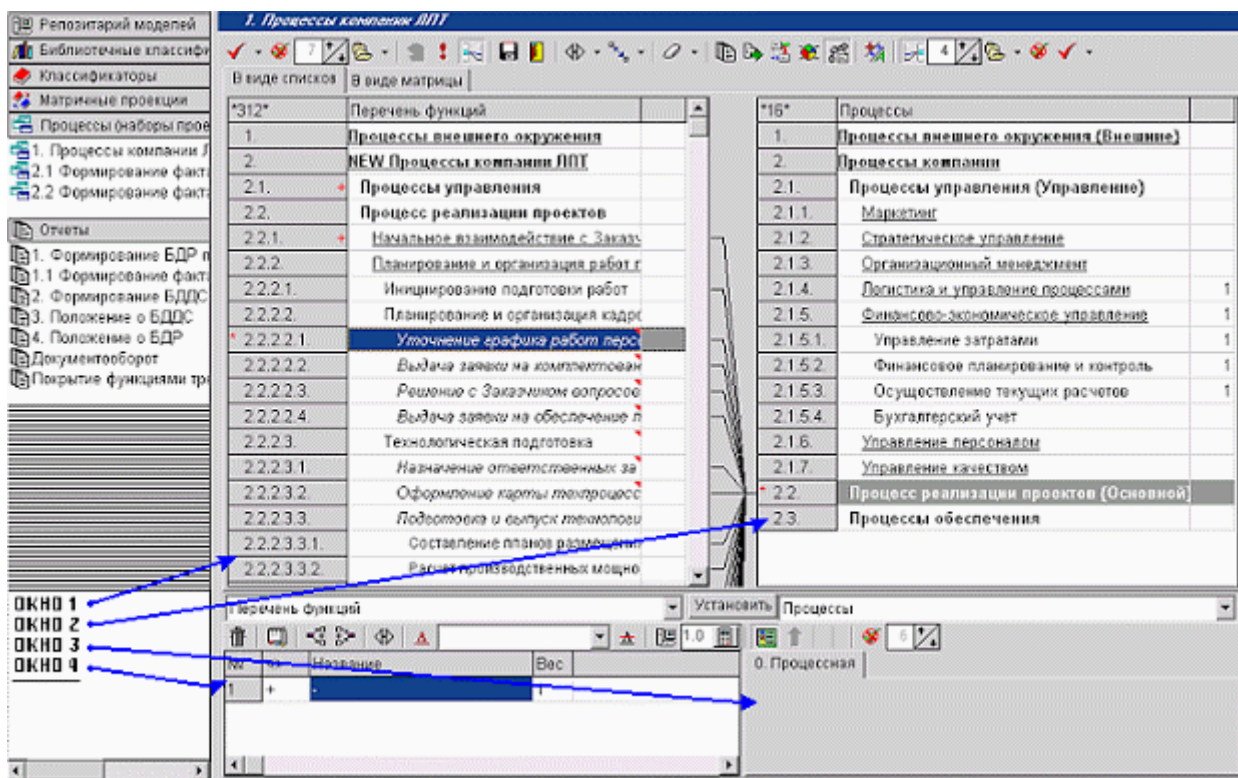 Репозитарий моделей
Библиотечные классифи
Классификаторы
Матричные проекции
Процессы (наборы прое
1. Процессы компании Л
2.1 Формирование факт
2.2 Формирование факт
Отчеты
1. Формирование БДР п
1.1 Формирование факт
2. Формирование БДДС
3. Положение о БДДС
4. Положение о БДР
Документооборот
Покрытие функциями тр
ОКНО 1
ОКНО 2
ОКНО 3
ОКНО 4
1. Процессы компании ЛПТ
7 4
В виде списков В виде матрицы
*312* Перечень функций
1. Процессы внешнего окружения
2. NEW Процессы компании ЛПТ
2.1. + Процессы управления
2.2. Процесс реализации проектов
2.2.1. + Начальное взаимодействие с Заказч
2.2.2. Планирование и организация работ п
2.2.2.1. Инициирование подготовки работ
2.2.2.2. Планирование и организация кадро
* 2.2.2.2.1. Уточнение графика работ перс
2.2.2.2.2. Выдача заявки на комплектован
2.2.2.2.3. Решение с Заказчиком вопросов
2.2.2.2.4. Выдача заявки на обеспечение п
2.2.2.3. Технологическая подготовка
2.2.2.3.1. Назначение ответственных за
2.2.2.3.2. Оформление карты техпроцесс
2.2.2.3.3. Подготовка и выпуск технологи
2.2.2.3.3.1. Составление планов размещени
2.2.2.3.3.2. Расчет производственных мощно
*16* Процессы
1. Процессы внешнего окружения (Внешние)
2. Процессы компании
2.1. Процессы управления (Управление)
2.1.1. Маркетинг
2.1.2. Стратегическое управление
2.1.3. Организационный менеджмент
2.1.4. Логистика и управление процессами 1
2.1.5. Финансово-экономическое управление 1
2.1.5.1. Управление затратами 1
2.1.5.2. Финансовое планирование и контроль 1
2.1.5.3. Осуществление текущих расчетов 1
2.1.5.4. Бухгалтерский учет
2.1.6. Управление персоналом
2.1.7. Управление качеством
* 2.2. Процесс реализации проектов (Основной)
2.3. Процессы обеспечения
Перечень функций Установить Процессы
1.0 6
№ <> Название Вес
1 + - 1
0. Процессная